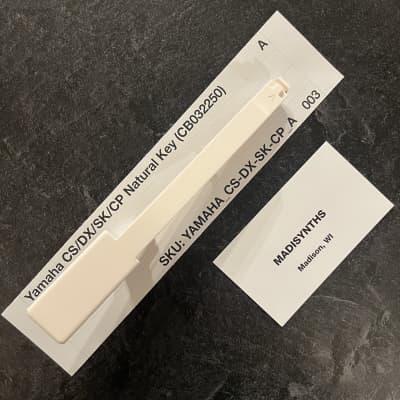 Yamaha CS/DX/SK/CP Natural Key (CB032250)
A
SKU: YAMAHA_CS-DX-SK-CP_A
003
MADISYNTHS
Madison, WI